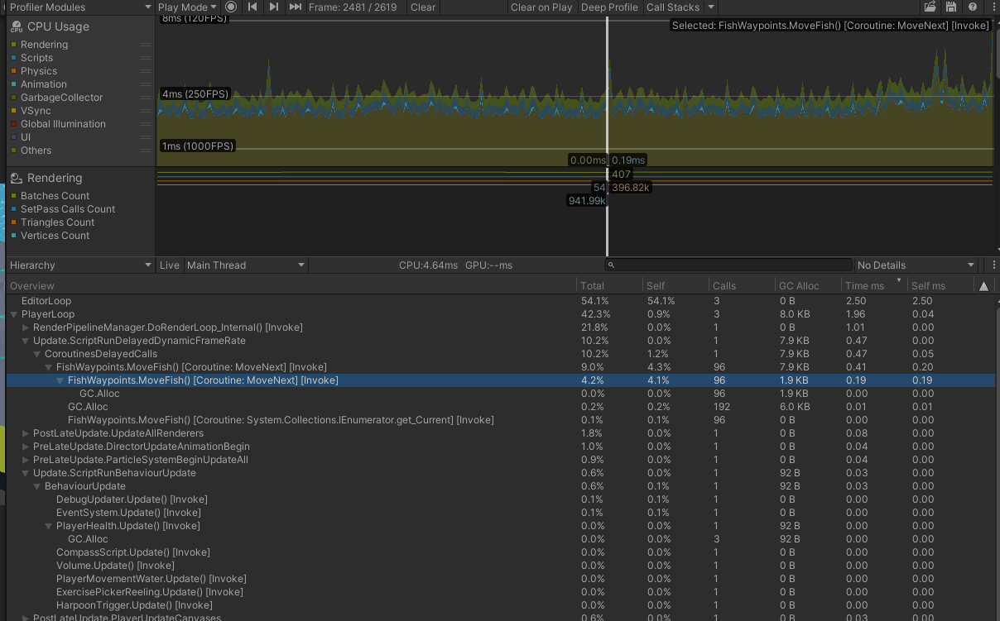 Profiler Modules Play Mode Frame: 2481 / 2619 Clear Clear on Play Deep Profile Call Stacks
8ms (120FPS)
CPU Usage
Selected: FishWaypoints.MoveFish() [Coroutine: MoveNext] [Invoke]
Rendering
Scripts
Physics
Animation
GarbageCollector
VSync
Global Illumination
UI
Others
4ms (250FPS)
1ms (1000FPS)
0.00ms 0.19ms
Rendering
407
54 396.82k
941.99k
Batches Count
SetPass Calls Count
Triangles Count
Vertices Count
Hierarchy Live Main Thread CPU:4.64ms GPU:--ms No Details
Overview Total Self Calls GC Alloc Time ms Self ms
EditorLoop 54.1% 54.1% 3 0 B 2.50 2.50
PlayerLoop 42.3% 0.9% 3 8.0 KB 1.96 0.04
RenderPipelineManager.DoRenderLoop_Internal() [Invoke] 21.8% 0.0% 1 0 B 1.01 0.00
Update.ScriptRunDelayedDynamicFrameRate 10.2% 0.0% 1 7.9 KB 0.47 0.00
CoroutinesDelayedCalls 10.2% 1.2% 1 7.9 KB 0.47 0.05
FishWaypoints.MoveFish() [Coroutine: MoveNext] [Invoke] 9.0% 4.3% 96 7.9 KB 0.41 0.20
FishWaypoints.MoveFish() [Coroutine: MoveNext] [Invoke] 4.2% 4.1% 96 1.9 KB 0.19 0.19
GC.Alloc 0.0% 0.0% 96 1.9 KB 0.00 0.00
GC.Alloc 0.2% 0.2% 192 6.0 KB 0.01 0.01
FishWaypoints.MoveFish() [Coroutine: System.Collections.IEnumerator.get_Current] [Invoke] 0.1% 0.1% 96 0 B 0.00 0.00
PostLateUpdate.UpdateAllRenderers 1.8% 0.0% 1 0 B 0.08 0.00
PreLateUpdate.DirectorUpdateAnimationBegin 1.0% 0.0% 1 0 B 0.04 0.00
PreLateUpdate.ParticleSystemBeginUpdateAll 0.9% 0.0% 1 0 B 0.04 0.00
Update.ScriptRunBehaviourUpdate 0.6% 0.0% 1 92 B 0.03 0.00
BehaviourUpdate 0.6% 0.1% 1 92 B 0.03 0.00
DebugUpdater.Update() [Invoke] 0.1% 0.1% 1 0 B 0.00 0.00
EventSystem.Update() [Invoke] 0.1% 0.1% 1 0 B 0.00 0.00
PlayerHealth.Update() [Invoke] 0.0% 0.0% 1 92 B 0.00 0.00
GC.Alloc 0.0% 0.0% 3 92 B 0.00 0.00
CompassScript.Update() [Invoke] 0.0% 0.0% 1 0 B 0.00 0.00
Volume.Update() [Invoke] 0.0% 0.0% 1 0 B 0.00 0.00
PlayerMovementWater.Update() [Invoke] 0.0% 0.0% 1 0 B 0.00 0.00
ExercisePickerReeling.Update() [Invoke] 0.0% 0.0% 1 0 B 0.00 0.00
HarpoonTrigger.Update() [Invoke] 0.0% 0.0% 1 0 B 0.00 0.00
PostLateUpdate.PlayerUpdateCanvases 0.6% 0.0% 1 0 B 0.03 0.00